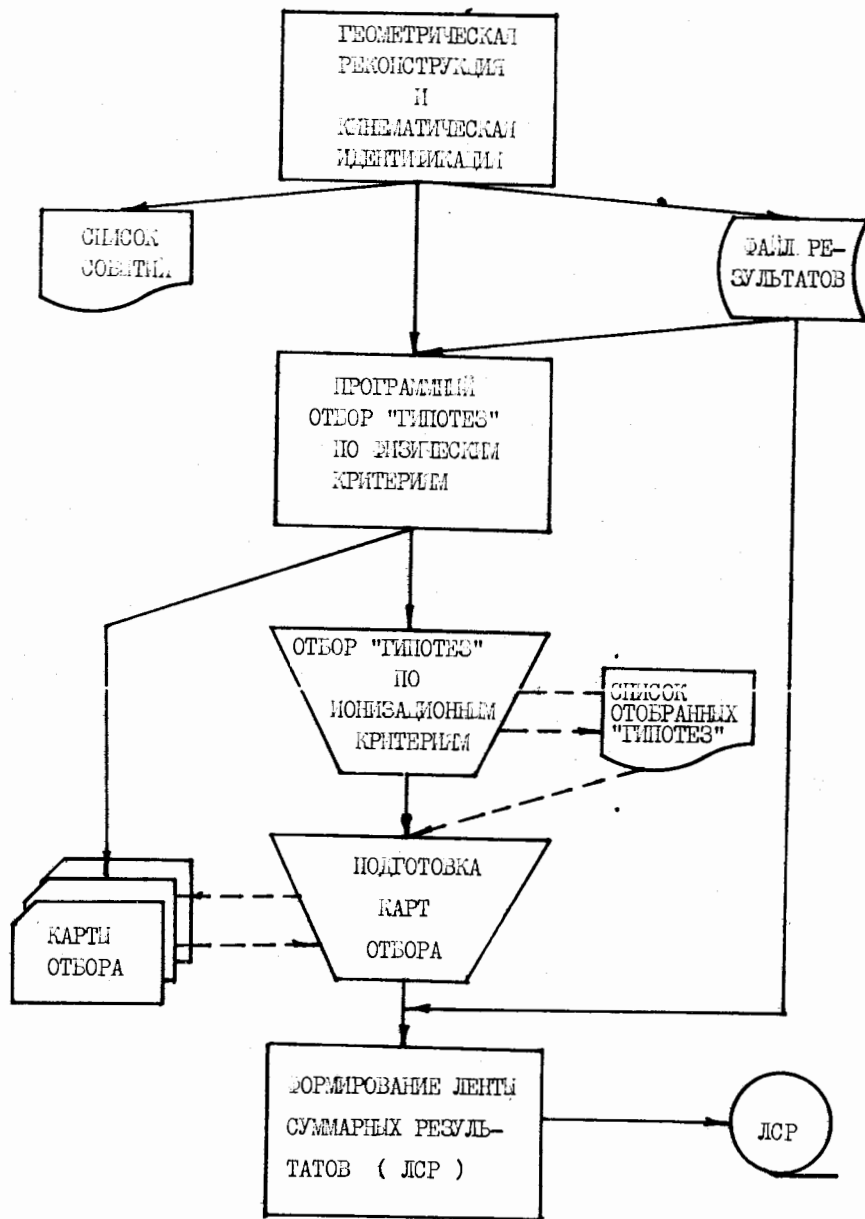 ГЕОМЕТРИЧЕСКАЯ
РЕКОНСТРУКЦИЯ
И
КИНЕМАТИЧЕСКАЯ
ИДЕНТИФИКАЦИЯ
СПИСОК
СОБЫТИЙ
ФАЙЛ РЕ-
ЗУЛЬТАТОВ
ПРОГРАММНЫЙ
ОТБОР "ГИПОТЕЗ"
ПО ФИЗИЧЕСКИМ
КРИТЕРИЯМ
ОТБОР "ГИПОТЕЗ"
ПО
ИОНИЗАЦИОННЫМ
КРИТЕРИЯМ
СПИСОК
ОТОБРАННЫХ
"ГИПОТЕЗ"
ПОДГОТОВКА
КАРТ
ОТБОРА
КАРТЫ
ОТБОРА
ФОРМИРОВАНИЕ ЛЕНТЫ
СУММАРНЫХ РЕЗУЛЬ-
ТАТОВ ( ЛСР )
ЛСР